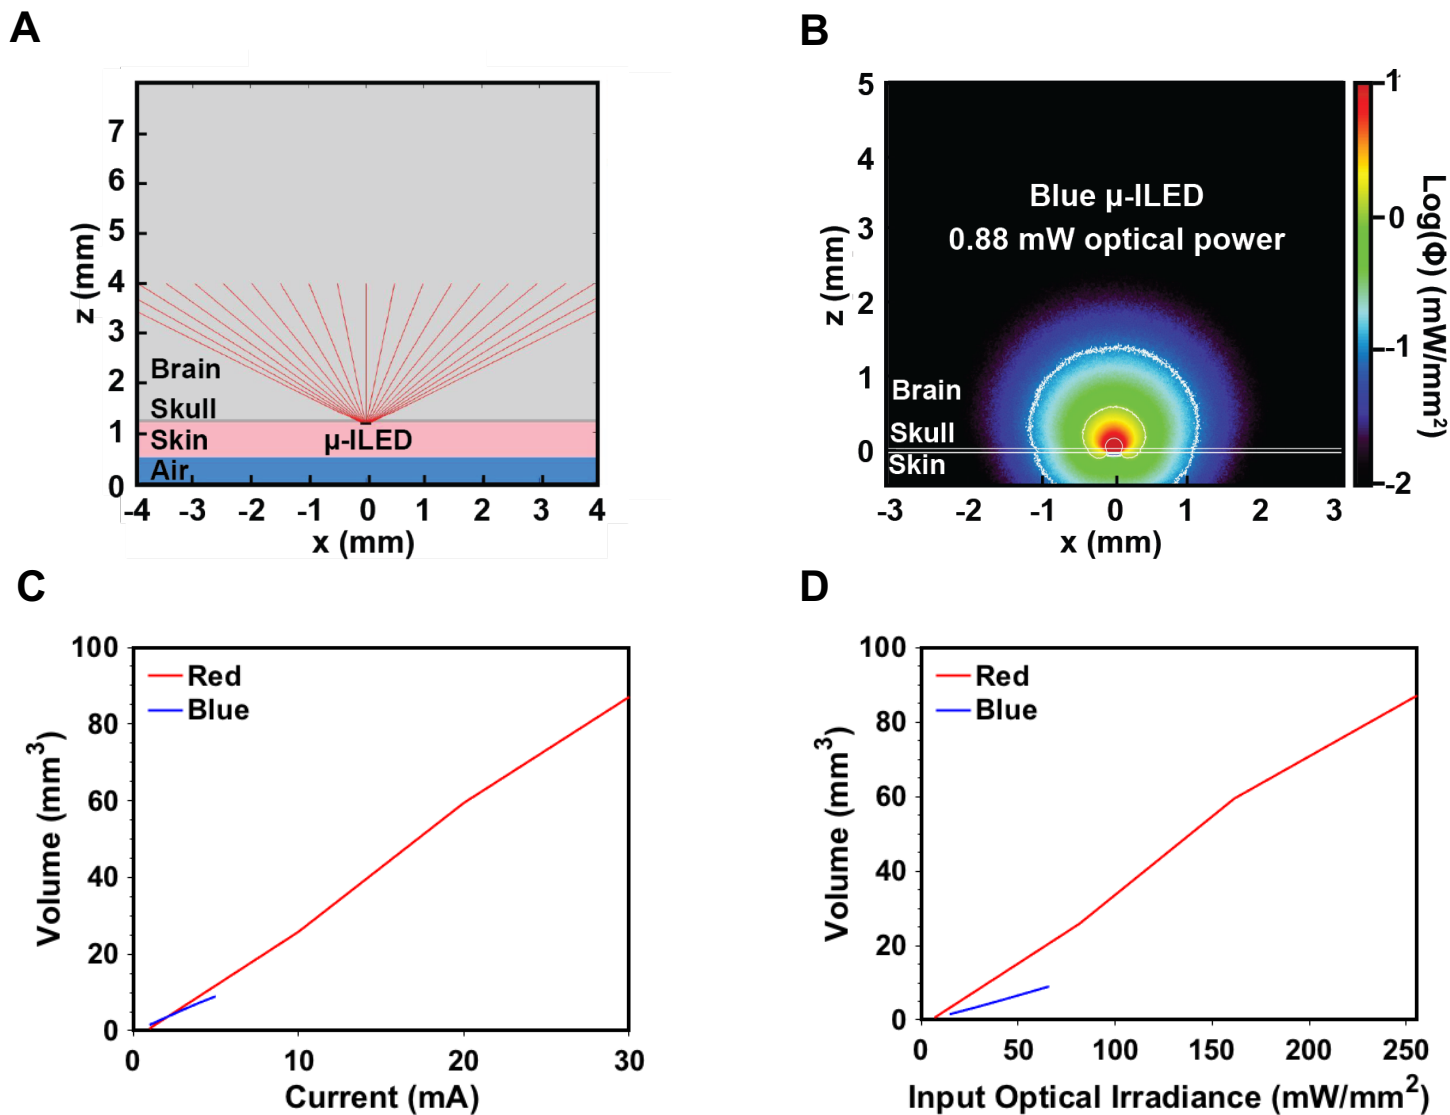 A
7
6
5
4
3
2
1
0
z (mm)
Brain
Skull
Skin
μ-ILED
Air
-4 -3 -2 -1 0 1 2 3 4
x (mm)
B
5
4
3
2
1
0
z (mm)
Blue μ-ILED
0.88 mW optical power
Brain
Skull
Skin
-3 -2 -1 0 1 2 3
x (mm)
1
0
-1
-2
Log(Φ) (mW/mm²)
C
100
80
60
40
20
0
Volume (mm³)
Red
Blue
0 10 20 30
Current (mA)
D
100
80
60
40
20
0
Volume (mm³)
Red
Blue
0 50 100 150 200 250
Input Optical Irradiance (mW/mm²)